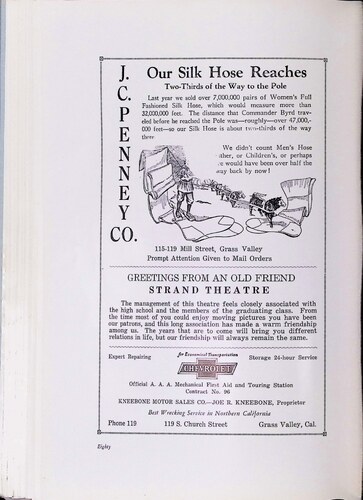 J. C. PENNEY CO.
Our Silk Hose Reaches
Two-Thirds of the Way to the Pole
Last year we sold over 7,000,000 pairs of Women's Full
Fashioned Silk Hose, which would measure more than
32,000,000 feet. The distance that Commander Byrd trav-
eled before he reached the Pole was—roughly—over 47,000,-
000 feet—so our Silk Hose is about two-thirds of the way
there
We didn't count Men's Hose
either, or Children's, or perhaps
we would have been over half the
way back by now!
115-119 Mill Street, Grass Valley
Prompt Attention Given to Mail Orders
GREETINGS FROM AN OLD FRIEND
STRAND THEATRE
The management of this theatre feels closely associated with
the high school and the members of the graduating class. From
the time most of you could enjoy moving pictures you have been
our patrons, and this long association has made a warm friendship
among us. The years that are to come will bring you different
relations in life, but our friendship will always remain the same.
Expert Repairing
for Economical Transportation
CHEVROLET
Storage 24-hour Service
Official A. A. A. Mechanical First Aid and Touring Station
Contract No. 96
KNEEBONE MOTOR SALES CO.—JOE R. KNEEBONE, Proprietor
Best Wrecking Service in Northern California
Phone 119 119 S. Church Street Grass Valley, Cal.
Eighty